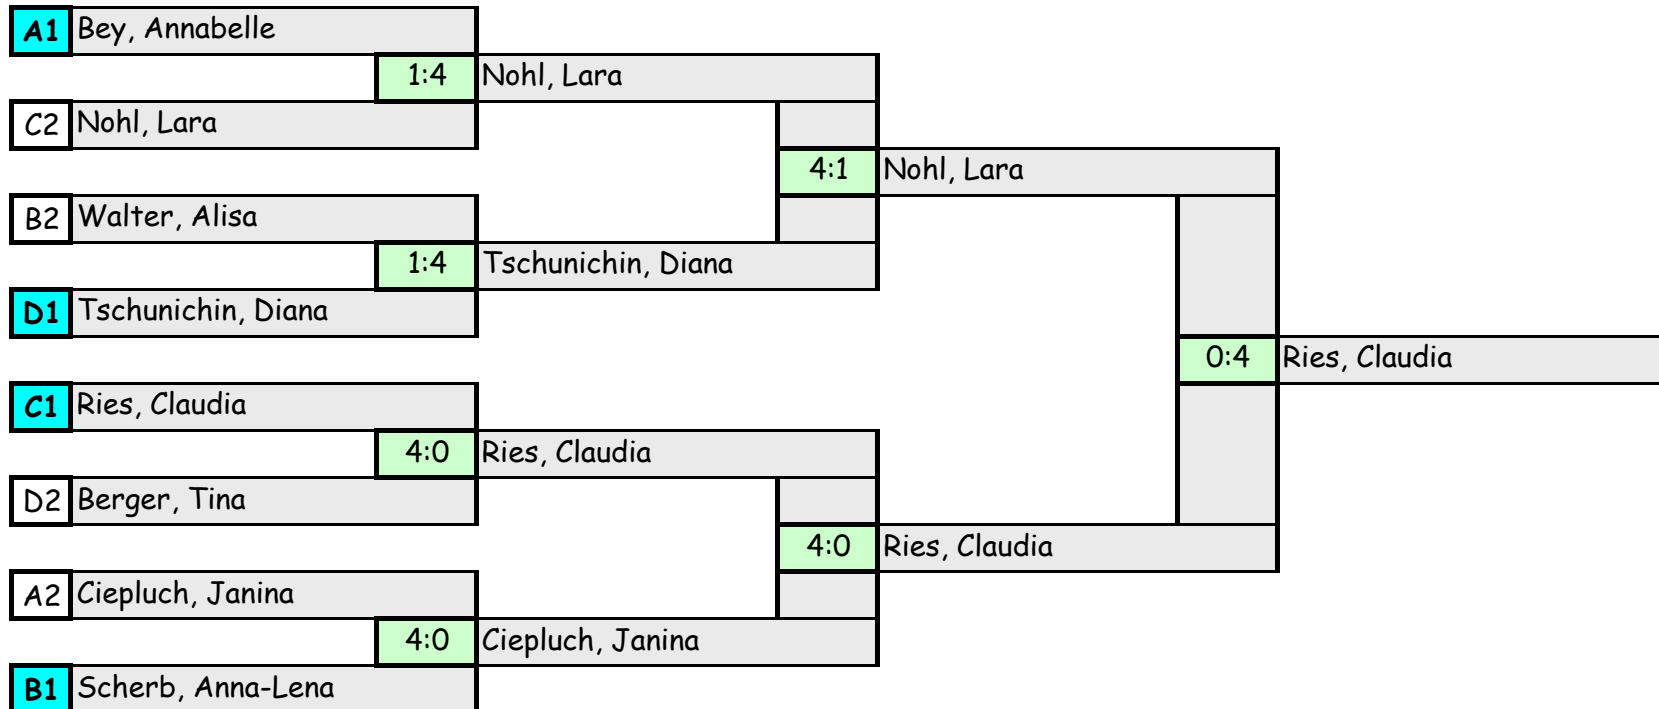 A1 Bey, Annabelle
1:4 Nohl, Lara
C2 Nohl, Lara
4:1 Nohl, Lara
B2 Walter, Alisa
1:4 Tschunichin, Diana
D1 Tschunichin, Diana
0:4 Ries, Claudia
C1 Ries, Claudia
4:0 Ries, Claudia
D2 Berger, Tina
4:0 Ries, Claudia
A2 Ciepluch, Janina
4:0 Ciepluch, Janina
B1 Scherb, Anna-Lena